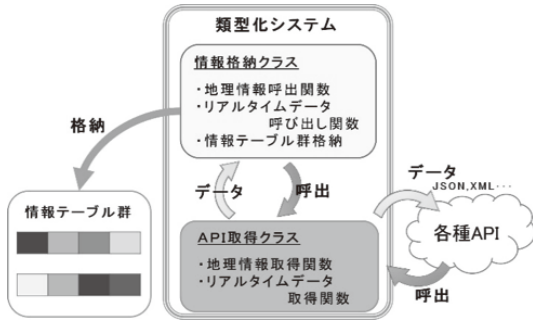 類型化システム
情報格納クラス
・地理情報呼出関数
・リアルタイムデータ
呼び出し関数
・情報テーブル群格納
格納
データ
呼出
データ
JSON,XML･･･
情報テーブル群
各種API
API取得クラス
・地理情報取得関数
・リアルタイムデータ
取得関数
呼出